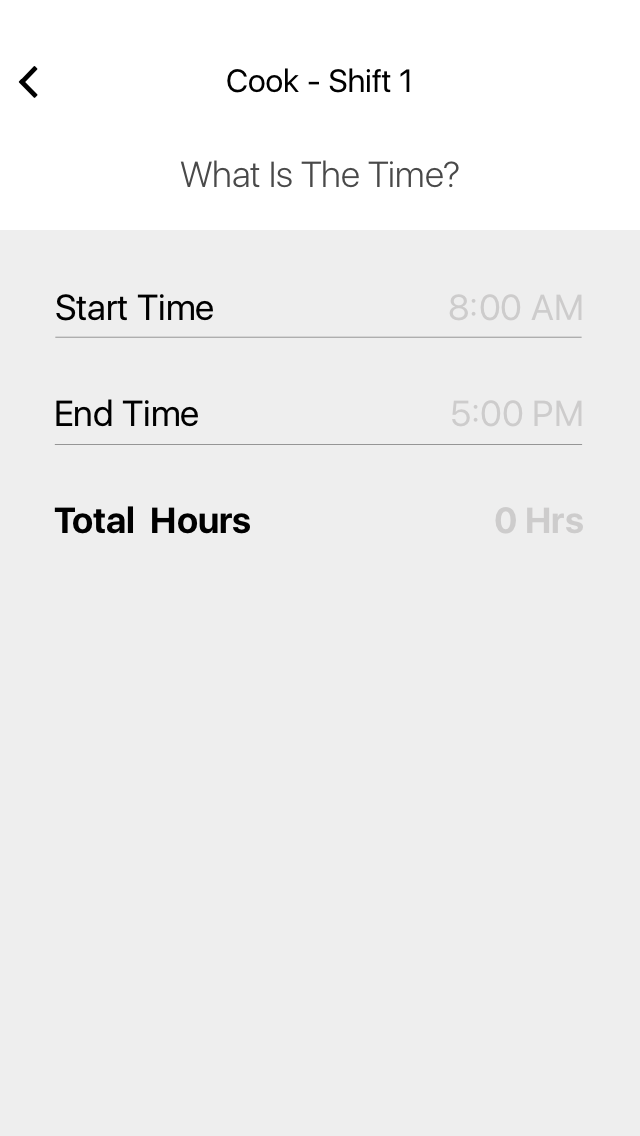 Cook - Shift 1
What Is The Time?
Start Time 8:00 AM
End Time 5:00 PM
Total Hours 0 Hrs